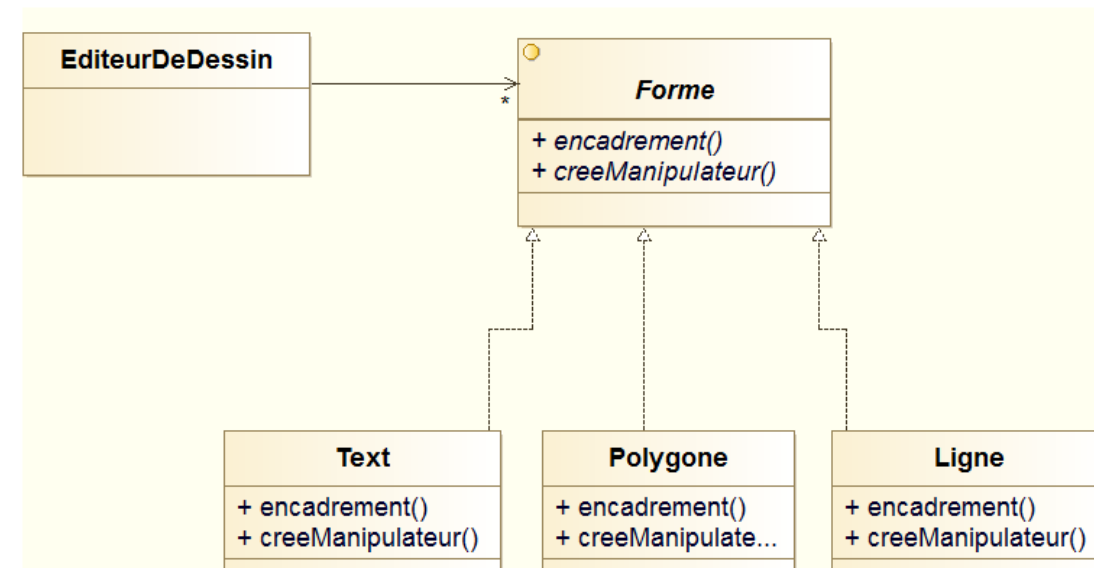 EditeurDeDessin
*
Forme
+ encadrement()
+ creeManipulateur()
Text
+ encadrement()
+ creeManipulateur()
Polygone
+ encadrement()
+ creeManipulate...
Ligne
+ encadrement()
+ creeManipulateur()